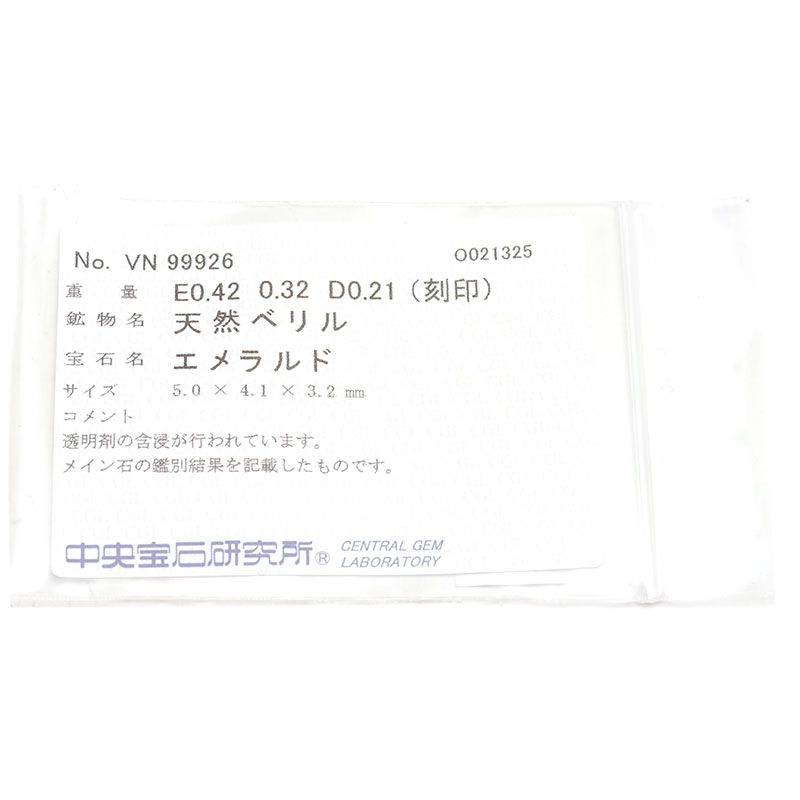 No. VN 99926 O021325
重量 E0.42 0.32 D0.21 (刻印)
鉱物名 天然ベリル
宝石名 エメラルド
サイズ 5.0 × 4.1 × 3.2 mm
コメント
透明剤の含浸が行われています。
メイン石の鑑別結果を記載したものです。
中央宝石研究所® CENTRAL GEM
LABORATORY